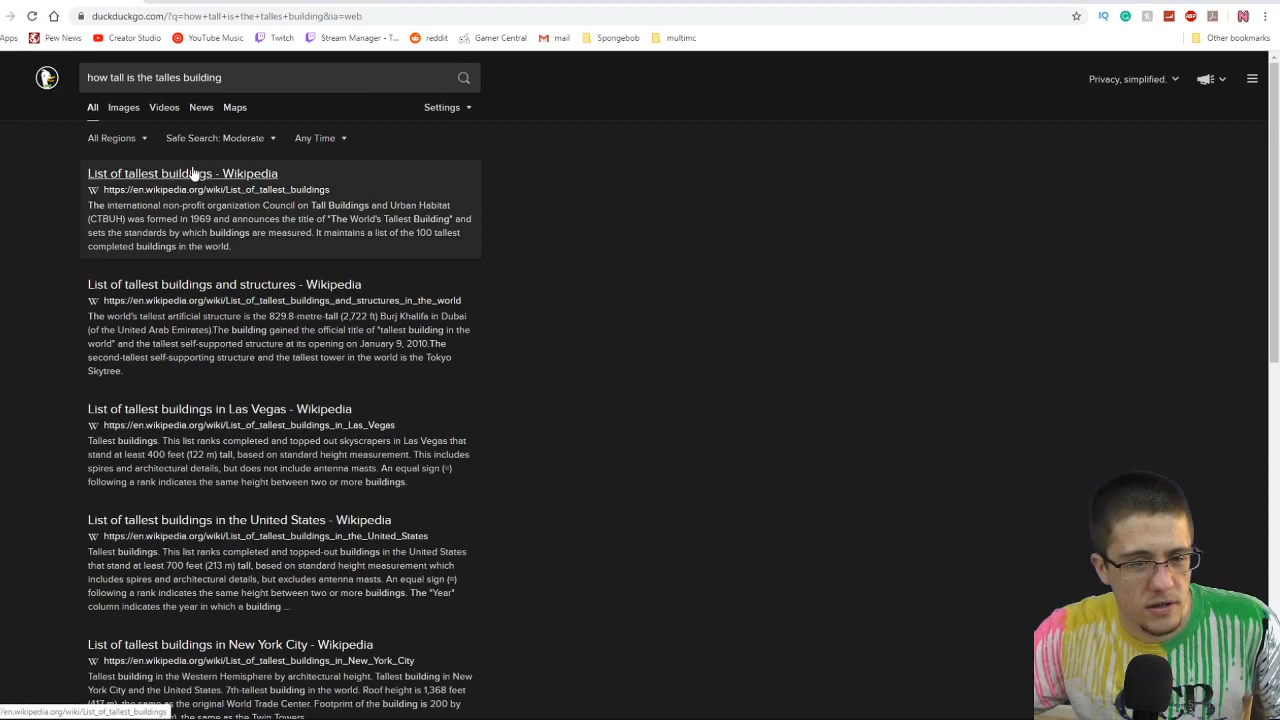 duckduckgo.com/?q=how+tall+is+the+talles+building&ia=web
Apps Pew News Creator Studio YouTube Music Twitch Stream Manager - T... reddit Gamer Central mail Spongebob multimc Other bookmarks
how tall is the talles building
Privacy, simplified.
All Images Videos News Maps Settings
All Regions Safe Search: Moderate Any Time
List of tallest buildings - Wikipedia
W https://en.wikipedia.org/wiki/List_of_tallest_buildings
The international non-profit organization Council on Tall Buildings and Urban Habitat
(CTBUH) was formed in 1969 and announces the title of "The World's Tallest Building" and
sets the standards by which buildings are measured. It maintains a list of the 100 tallest
completed buildings in the world.
List of tallest buildings and structures - Wikipedia
W https://en.wikipedia.org/wiki/List_of_tallest_buildings_and_structures_in_the_world
The world's tallest artificial structure is the 829.8-metre-tall (2,722 ft) Burj Khalifa in Dubai
(of the United Arab Emirates).The building gained the official title of "tallest building in the
world" and the tallest self-supported structure at its opening on January 9, 2010.The
second-tallest self-supporting structure and the tallest tower in the world is the Tokyo
Skytree.
List of tallest buildings in Las Vegas - Wikipedia
W https://en.wikipedia.org/wiki/List_of_tallest_buildings_in_Las_Vegas
Tallest buildings. This list ranks completed and topped out skyscrapers in Las Vegas that
stand at least 400 feet (122 m) tall, based on standard height measurement. This includes
spires and architectural details, but does not include antenna masts. An equal sign (=)
following a rank indicates the same height between two or more buildings.
List of tallest buildings in the United States - Wikipedia
W https://en.wikipedia.org/wiki/List_of_tallest_buildings_in_the_United_States
Tallest buildings. This list ranks completed and topped-out buildings in the United States
that stand at least 700 feet (213 m) tall, based on standard height measurement which
includes spires and architectural details, but excludes antenna masts. An equal sign (=)
following a rank indicates the same height between two or more buildings. The "Year"
column indicates the year in which a building ...
List of tallest buildings in New York City - Wikipedia
W https://en.wikipedia.org/wiki/List_of_tallest_buildings_in_New_York_City
Tallest building in the Western Hemisphere by architectural height. Tallest building in
New York City and the United States. 7th-tallest building in the world. Roof height is 1,368 feet
(417 m), the same as the original World Trade Center. Footprint of the building is 200 by
the same as the Twin Towers.
//en.wikipedia.org/wiki/List_of_tallest_buildings